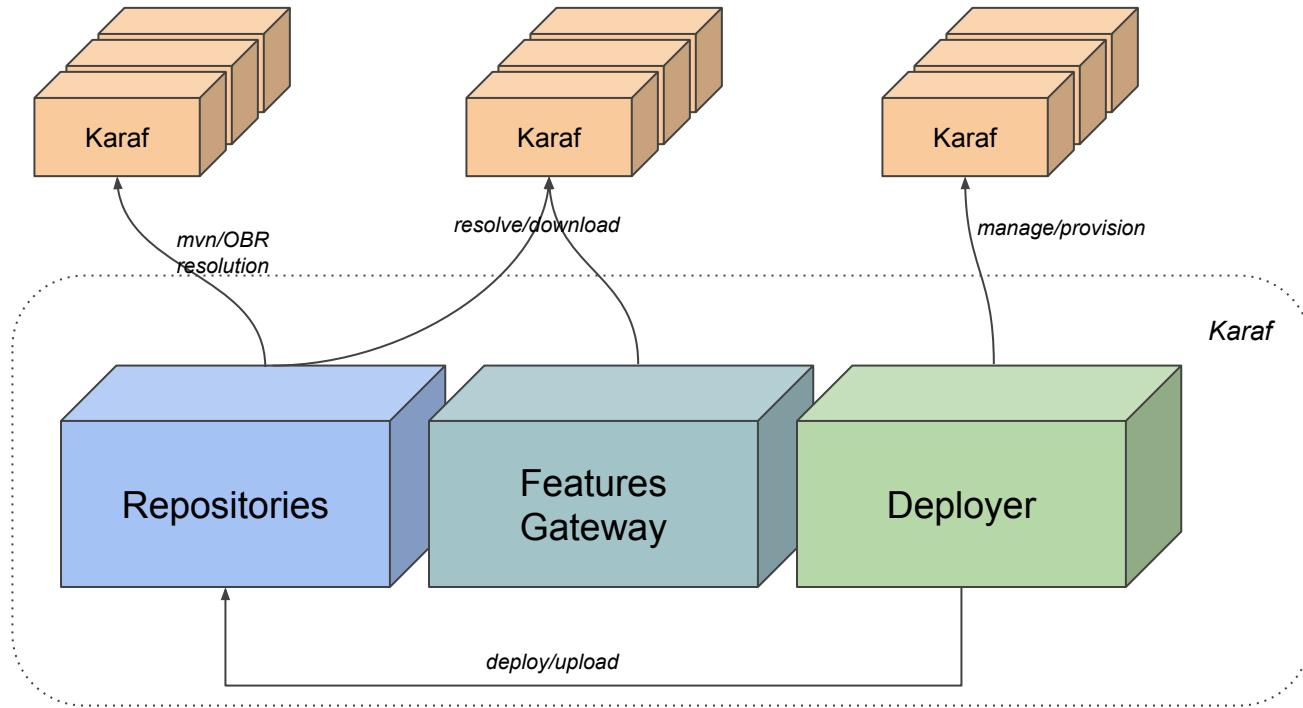 Karaf
Karaf
Karaf
mvn/OBR
resolution
resolve/download
manage/provision
Karaf
Repositories
Features
Gateway
Deployer
deploy/upload